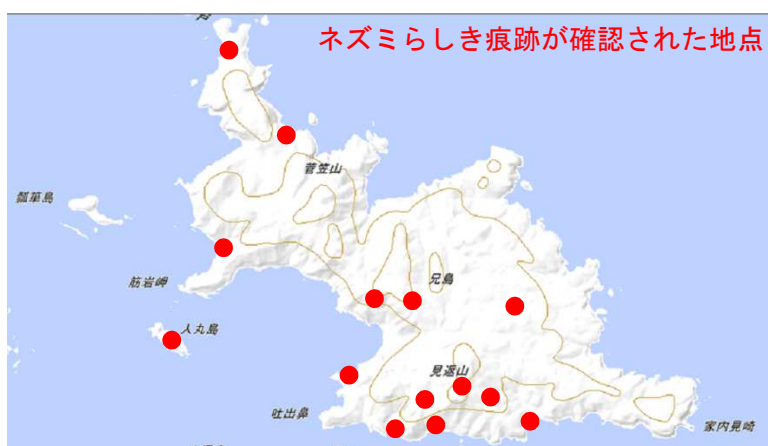 ネズミらしき痕跡が確認された地点
菅笠山
瓢箪島
兄島
筋岩岬
人丸島
見返山
吐出鼻
家内見崎